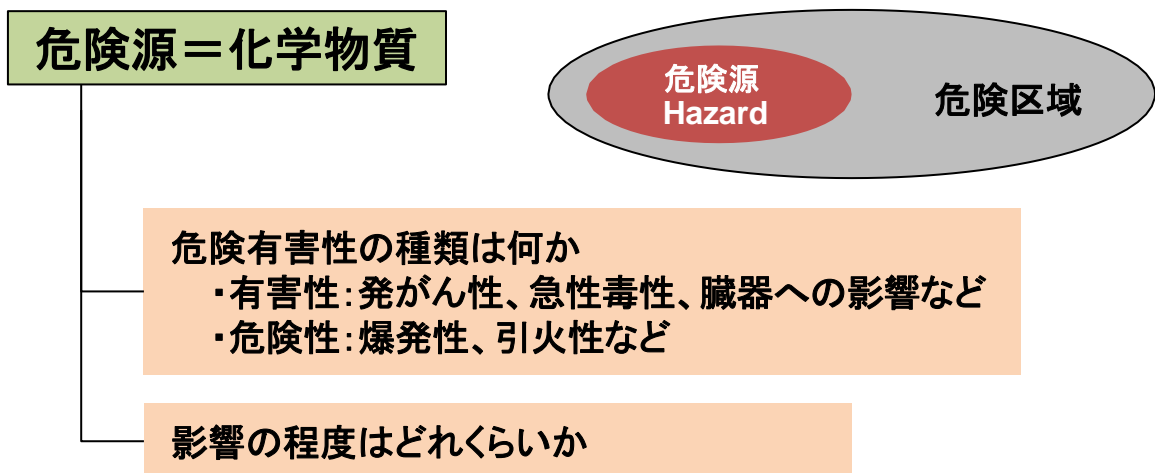 危険源＝化学物質
危険源
Hazard
危険区域
危険有害性の種類は何か
・有害性：発がん性、急性毒性、臓器への影響など
・危険性：爆発性、引火性など
影響の程度はどれくらいか